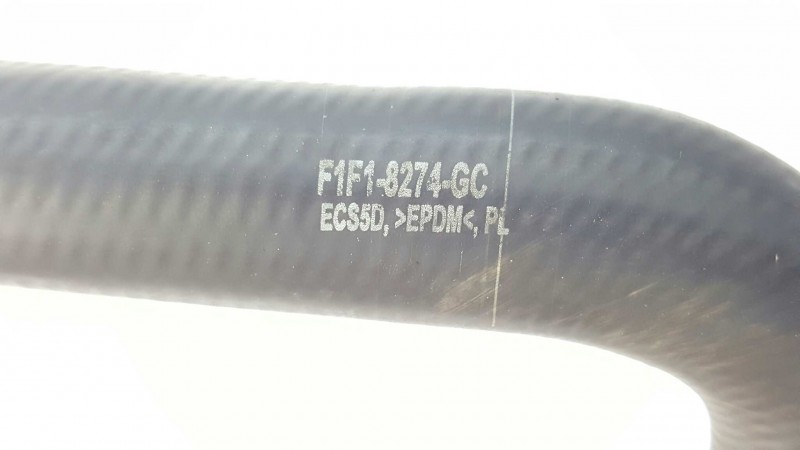 F1F1-8274-GC
ECS5D, >EPDM<, PL